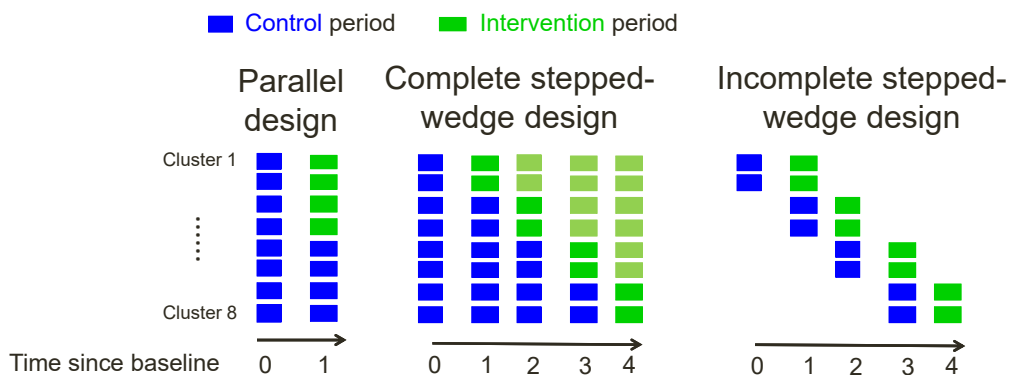 Control period
Intervention period
Parallel
design
Complete stepped-
wedge design
Incomplete stepped-
wedge design
Cluster 1
Cluster 8
Time since baseline
0 1
0 1 2 3 4
0 1 2 3 4